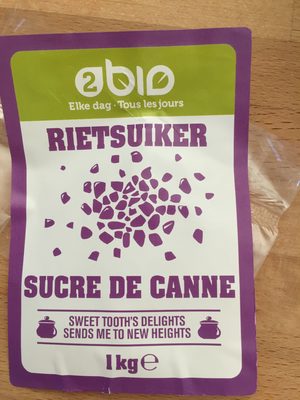 2bio
Elke dag · Tous les jours
RIETSUIKER
SUCRE DE CANNE
SWEET TOOTH'S DELIGHTS
SENDS ME TO NEW HEIGHTS
1kg ℮